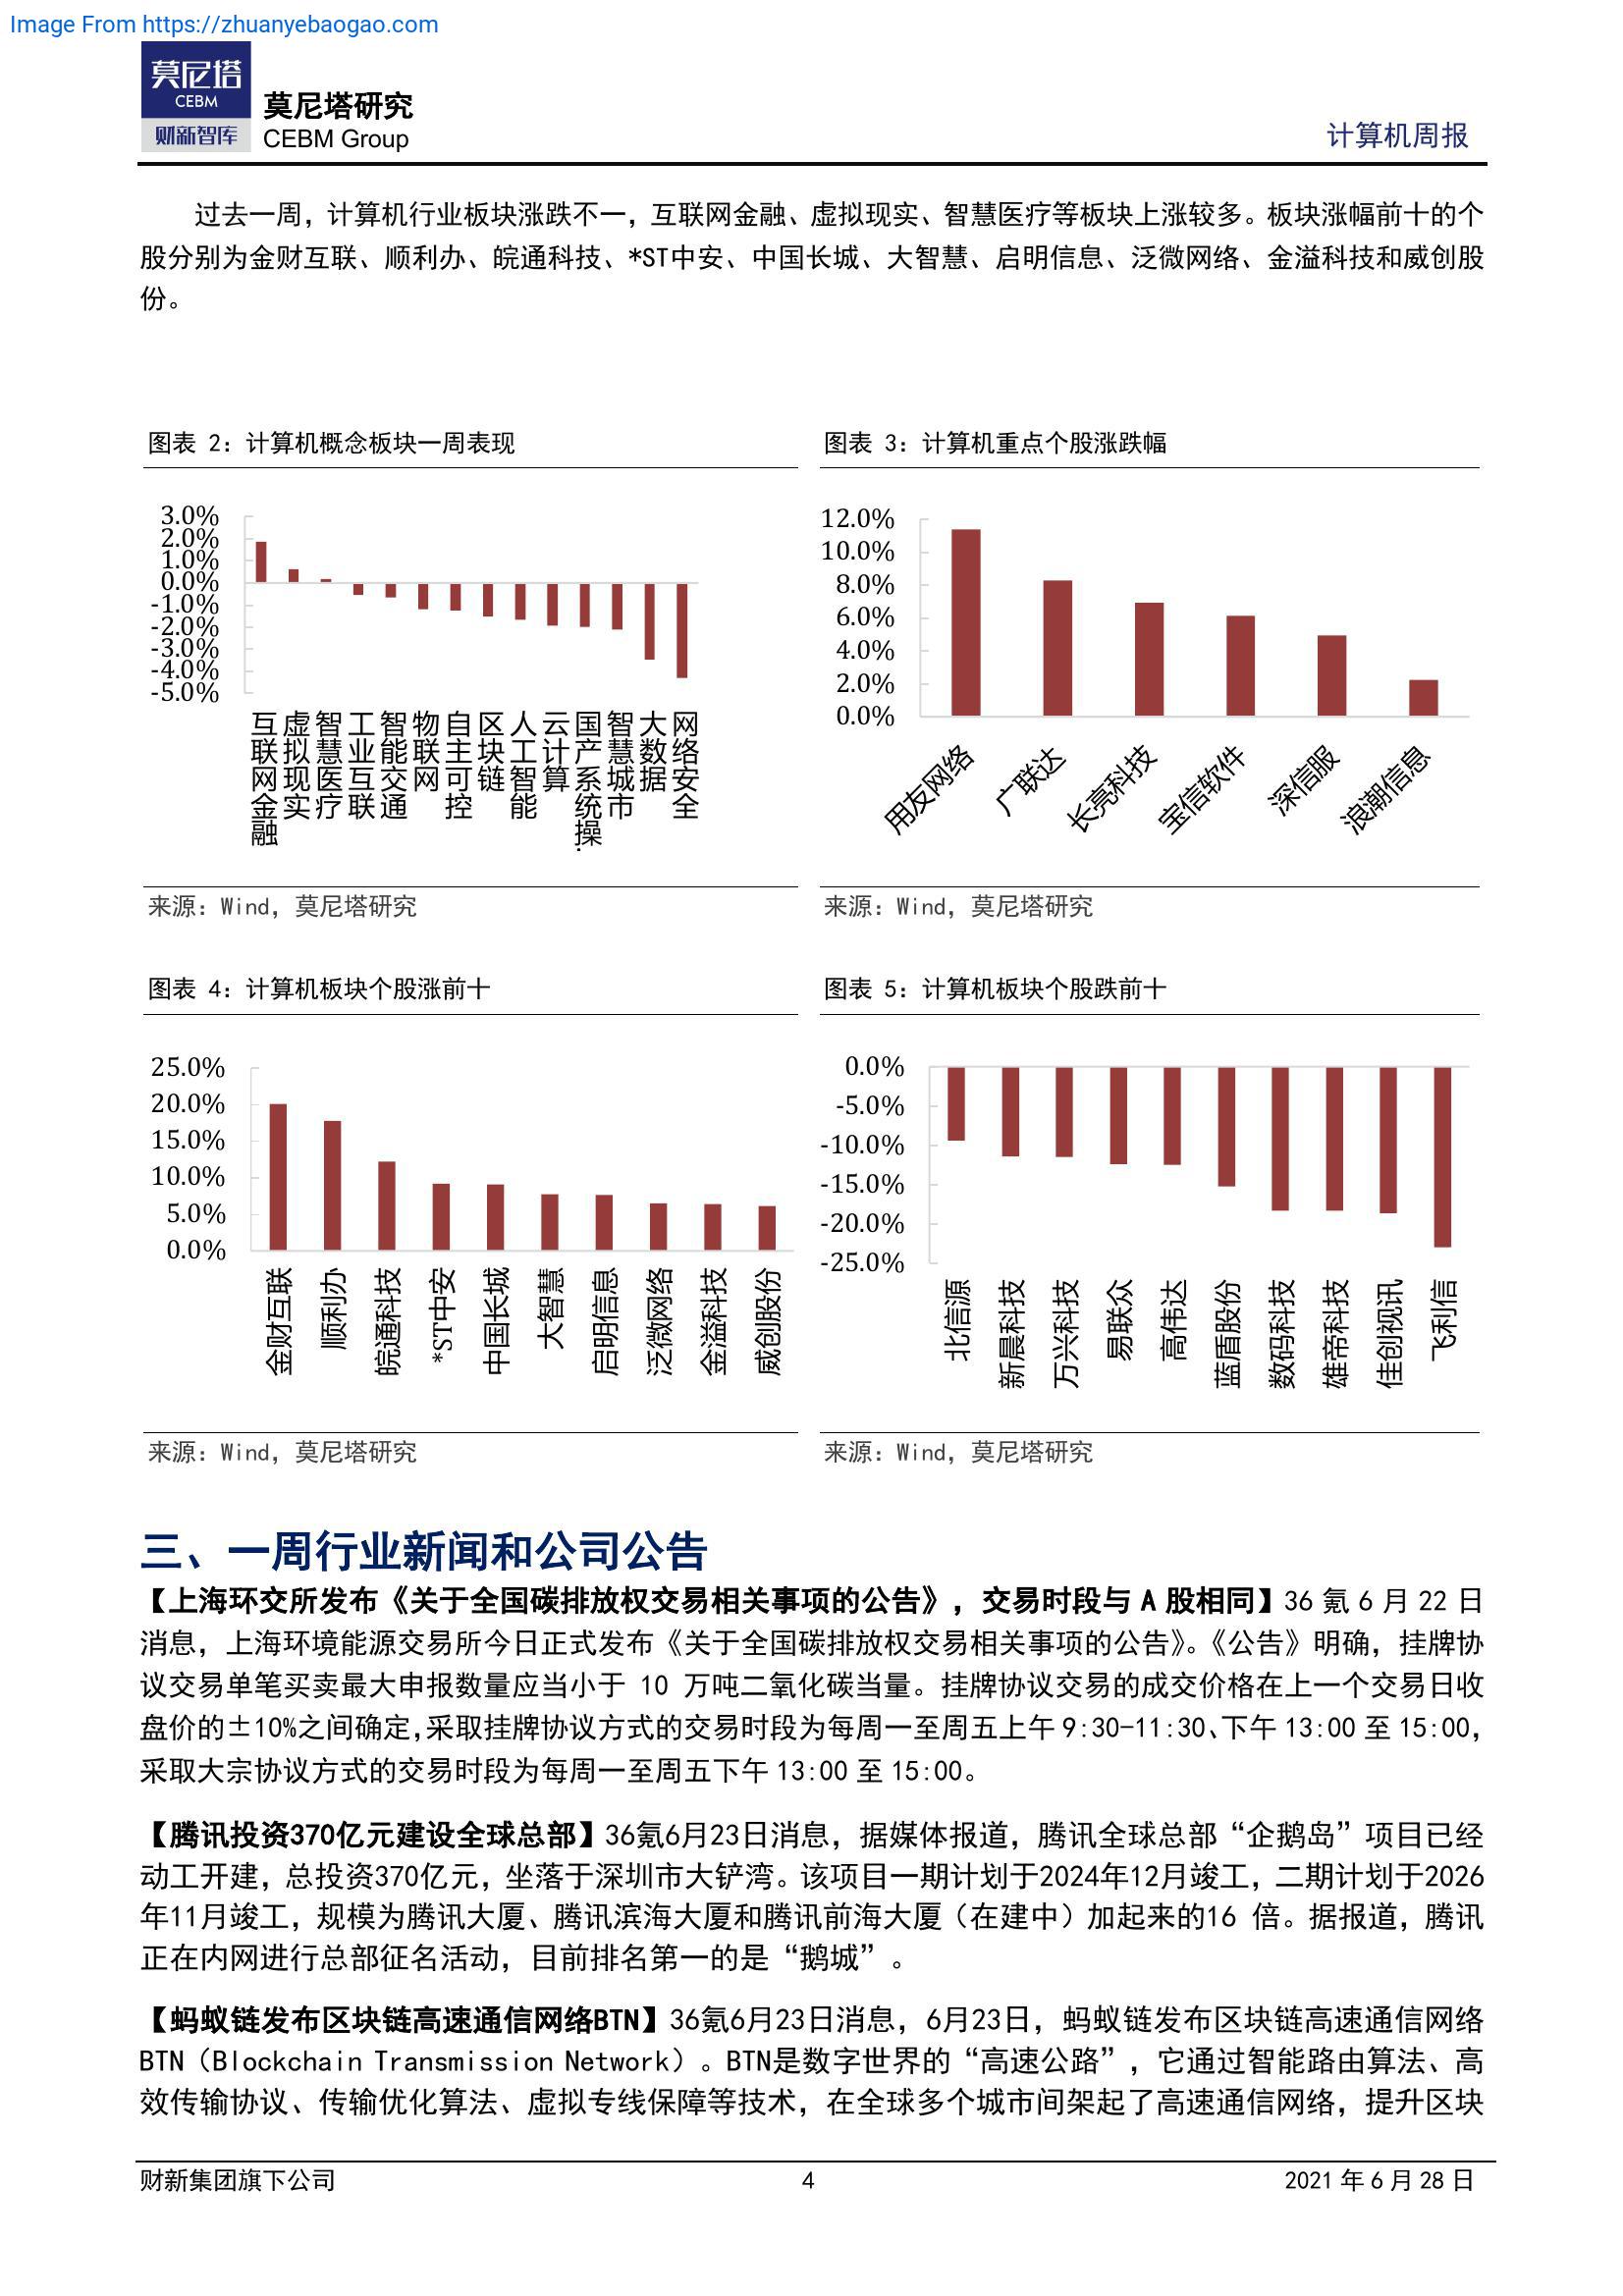 Image From https://zhuanyebaogao.com
莫尼塔
CEBM
财新智库
莫尼塔研究
CEBM Group
计算机周报
过去一周，计算机行业板块涨跌不一，互联网金融、虚拟现实、智慧医疗等板块上涨较多。板块涨幅前十的个
股分别为金财互联、顺利办、皖通科技、*ST中安、中国长城、大智慧、启明信息、泛微网络、金溢科技和威创股
份。
图表 2：计算机概念板块一周表现
3.0%
2.0%
1.0%
0.0%
-1.0%
-2.0%
-3.0%
-4.0%
-5.0%
互联网金融
虚拟现实
智慧医疗
工业互联
智能交通
物联网
自主可控
区块链
人工智能
云计算
国产系统操.
智慧城市
大数据
网络安全
来源：Wind，莫尼塔研究
图表 3：计算机重点个股涨跌幅
12.0%
10.0%
8.0%
6.0%
4.0%
2.0%
0.0%
用友网络
广联达
长亮科技
宝信软件
深信服
浪潮信息
来源：Wind，莫尼塔研究
图表 4：计算机板块个股涨前十
25.0%
20.0%
15.0%
10.0%
5.0%
0.0%
金财互联
顺利办
皖通科技
*ST中安
中国长城
大智慧
启明信息
泛微网络
金溢科技
威创股份
来源：Wind，莫尼塔研究
图表 5：计算机板块个股跌前十
0.0%
-5.0%
-10.0%
-15.0%
-20.0%
-25.0%
北信源
新晨科技
万兴科技
易联众
高伟达
蓝盾股份
数码科技
雄帝科技
佳创视讯
飞利信
来源：Wind，莫尼塔研究
三、一周行业新闻和公司公告
【上海环交所发布《关于全国碳排放权交易相关事项的公告》，交易时段与 A 股相同】36 氪 6 月 22 日
消息，上海环境能源交易所今日正式发布《关于全国碳排放权交易相关事项的公告》。《公告》明确，挂牌协
议交易单笔买卖最大申报数量应当小于 10 万吨二氧化碳当量。挂牌协议交易的成交价格在上一个交易日收
盘价的±10%之间确定，采取挂牌协议方式的交易时段为每周一至周五上午 9:30-11:30、下午 13:00 至 15:00，
采取大宗协议方式的交易时段为每周一至周五下午 13:00 至 15:00。
【腾讯投资370亿元建设全球总部】36氪6月23日消息，据媒体报道，腾讯全球总部“企鹅岛”项目已经
动工开建，总投资370亿元，坐落于深圳市大铲湾。该项目一期计划于2024年12月竣工，二期计划于2026
年11月竣工，规模为腾讯大厦、腾讯滨海大厦和腾讯前海大厦（在建中）加起来的16 倍。据报道，腾讯
正在内网进行总部征名活动，目前排名第一的是“鹅城”。
【蚂蚁链发布区块链高速通信网络BTN】36氪6月23日消息，6月23日，蚂蚁链发布区块链高速通信网络
BTN（Blockchain Transmission Network）。BTN是数字世界的“高速公路”，它通过智能路由算法、高
效传输协议、传输优化算法、虚拟专线保障等技术，在全球多个城市间架起了高速通信网络，提升区块
财新集团旗下公司
4
2021 年 6 月 28 日